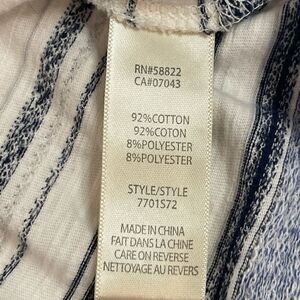 RN#58822
CA#07043
92%COTTON
92%COTON
8%POLYESTER
8%POLYESTER
STYLE/STYLE
7701S72
MADE IN CHINA
FAIT DANS LA CHINE
CARE ON REVERSE
NETTOYAGE AU REVERS